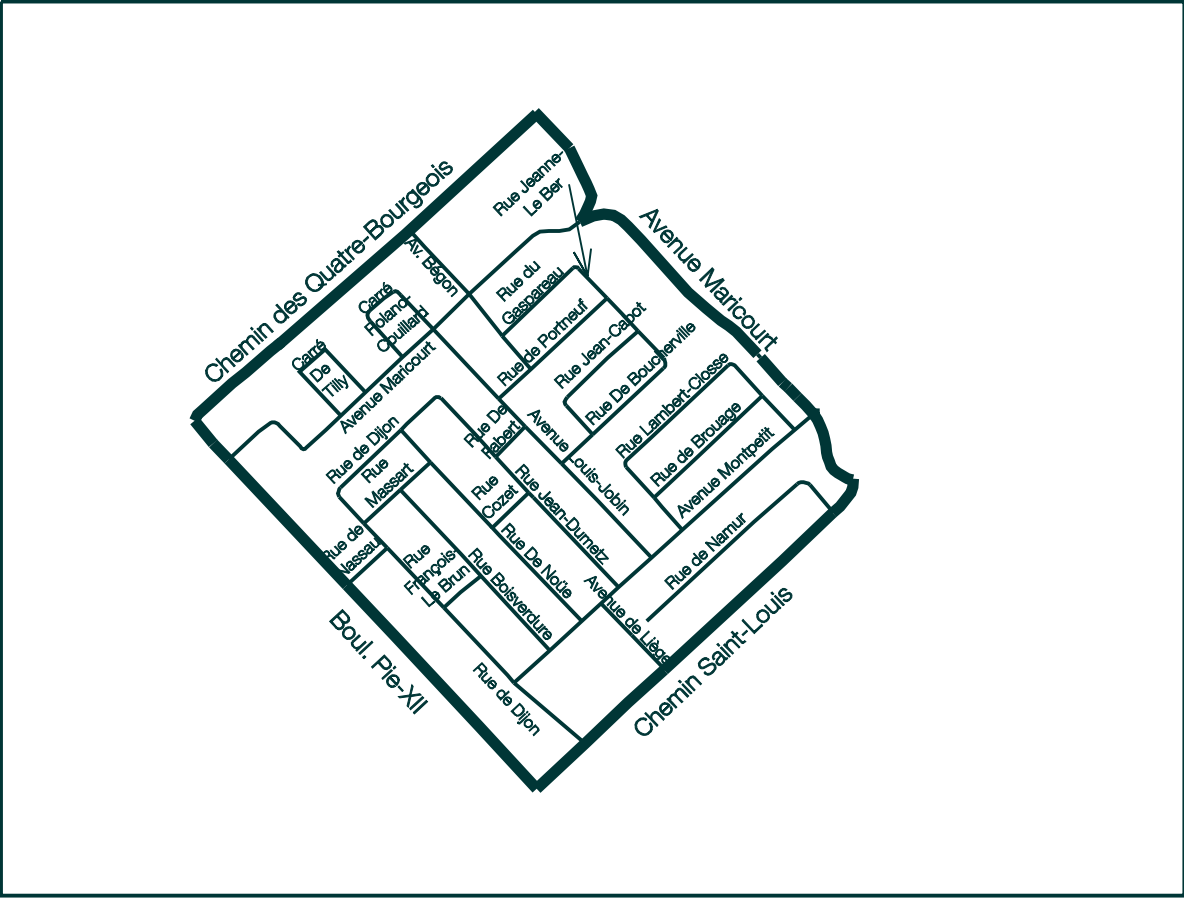 Chemin des Quatre-Bourgeois
Rue Jeanne-
Le Ber
Avenue Maricourt
Av. Bégon
Rue du
Gaspareau
Carré
Roland-
Couillard
Carré
De
Tilly
Avenue Maricourt
Rue de Portneuf
Rue Jean-Capot
Rue De Boucherville
Rue Lambert-Closse
Rue de Brouage
Avenue Montpetit
Rue de Dijon
Rue De
Fabert
Avenue
Louis-Jobin
Rue
Massart
Rue
Cozet
Rue Jean-Dumetz
Rue De Noüe
Rue de
Nassau
Rue
François-
Le Brun
Rue Boisverdure
Avenue de Liège
Rue de Namur
Rue de Dijon
Boul. Pie-XII
Chemin Saint-Louis